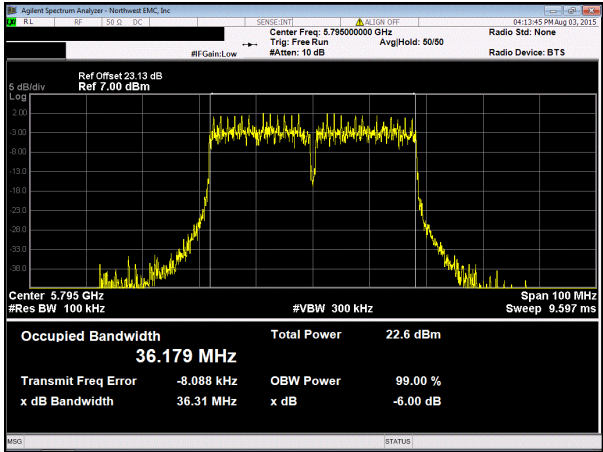 Agilent Spectrum Analyzer - Northwest EMC, Inc
RL RF 50 Ω DC SENSE:INT ALIGN OFF 04:13:45 PM Aug 03, 2015
Center Freq: 5.795000000 GHz Radio Std: None
Trig: Free Run Avg|Hold: 50/50
#IFGain:Low #Atten: 10 dB Radio Device: BTS
Ref Offset 23.13 dB
5 dB/div Ref 7.00 dBm
Log
2.00
-3.00
-8.00
-13.0
-18.0
-23.0
-28.0
-33.0
-38.0
Center 5.795 GHz Span 100 MHz
#Res BW 100 kHz #VBW 300 kHz Sweep 9.597 ms
Occupied Bandwidth Total Power 22.6 dBm
36.179 MHz
Transmit Freq Error -8.088 kHz OBW Power 99.00 %
x dB Bandwidth 36.31 MHz x dB -6.00 dB
MSG STATUS